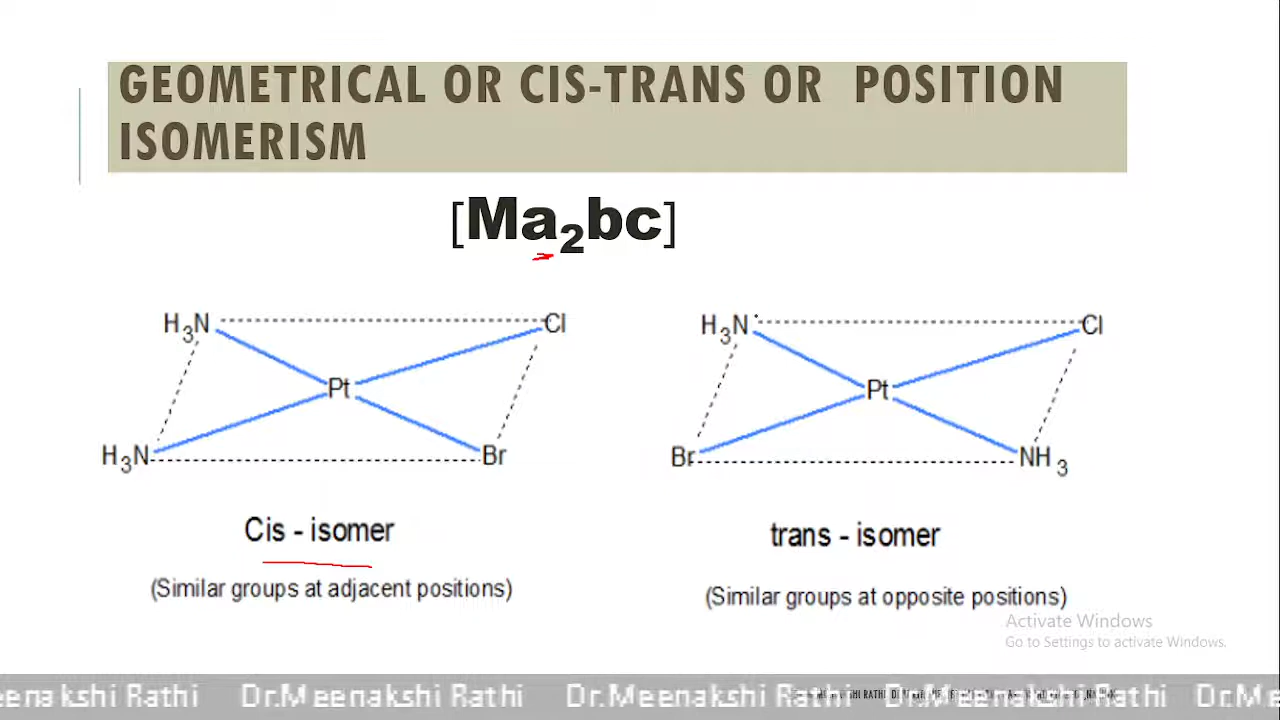 GEOMETRICAL OR CIS-TRANS OR POSITION
ISOMERISM
[Ma₂bc]
H₃N Cl
Pt
H₃N Br
Cis - isomer
(Similar groups at adjacent positions)
H₃N Cl
Pt
Br NH₃
trans - isomer
(Similar groups at opposite positions)
Activate Windows
Go to Settings to activate Windows.
eenakshi Rathi Dr.Meenakshi Rathi Dr.Meenakshi Rathi Dr.Meenakshi Rathi Dr.Me